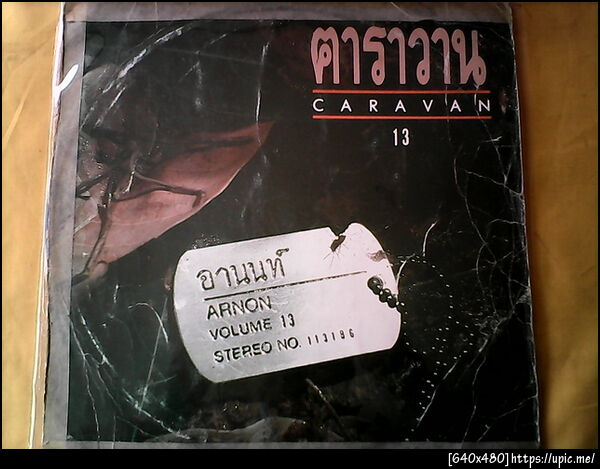 คาราวาน
CARAVAN
13
อานนท์
ARNON
VOLUME 13
STEREO NO. 113186
[640x480]https://upic.me/